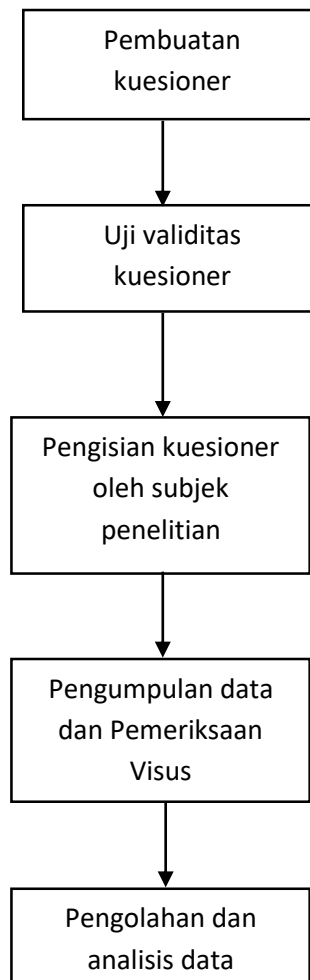 Pembuatan
kuesioner
Uji validitas
kuesioner
Pengisian kuesioner
oleh subjek
penelitian
Pengumpulan data
dan Pemeriksaan
Visus
Pengolahan dan
analisis data